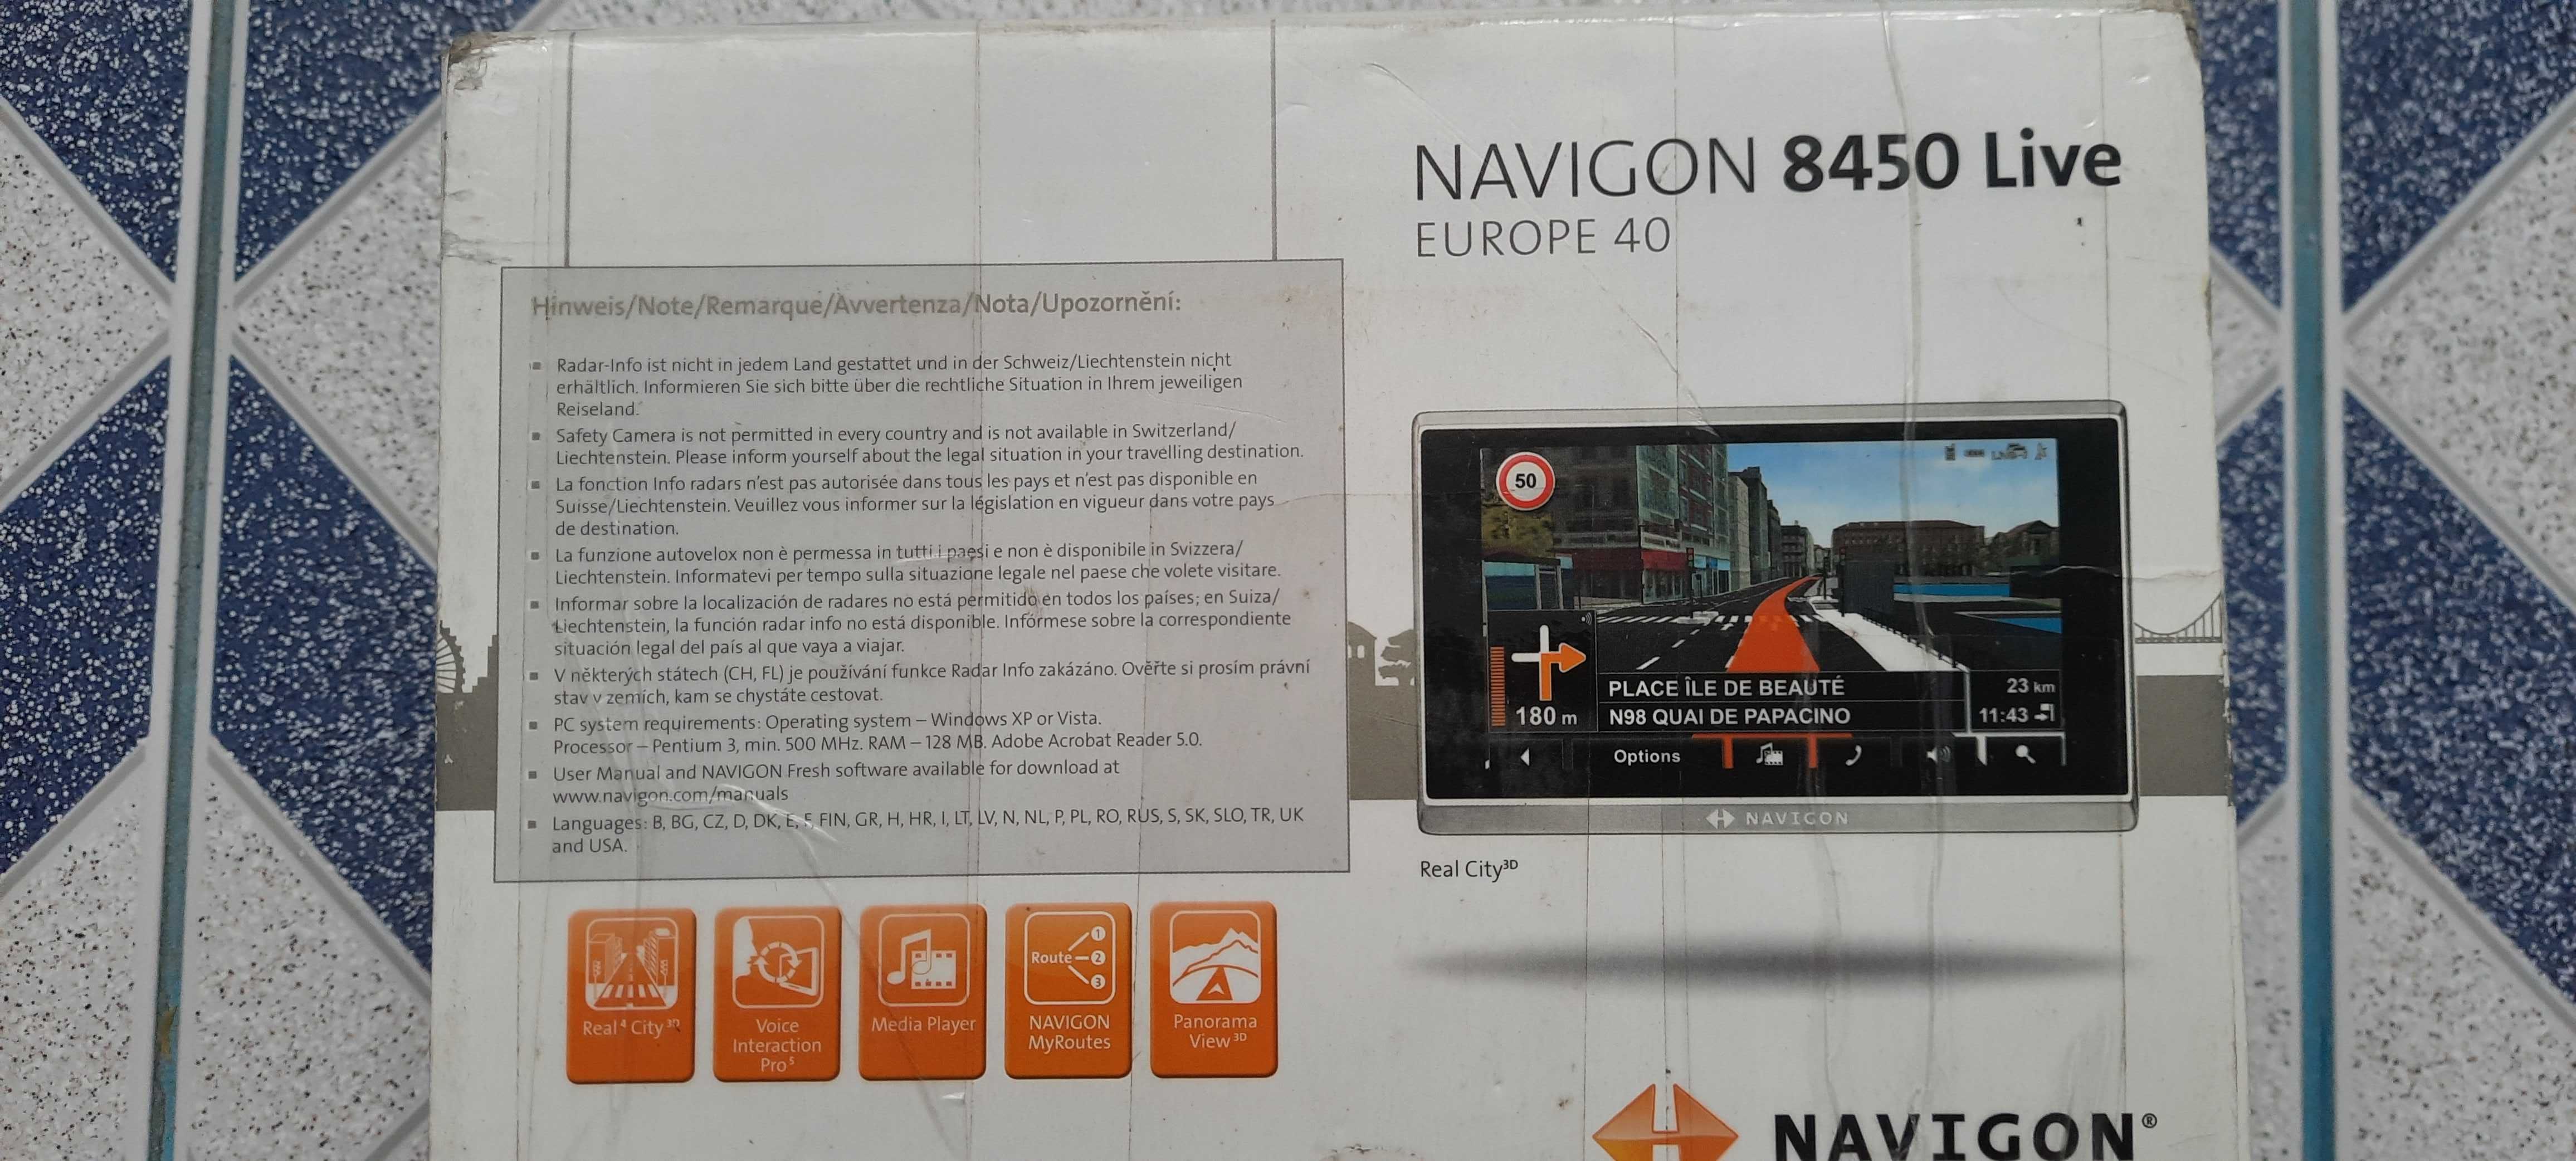 NAVIGON 8450 Live
EUROPE 40
Hinweis/Note/Remarque/Avvertenza/Nota/Upozornění:
▪ Radar-Info ist nicht in jedem Land gestattet und in der Schweiz/Liechtenstein nicht
erhältlich. Informieren Sie sich bitte über die rechtliche Situation in Ihrem jeweiligen
Reiseland.
▪ Safety Camera is not permitted in every country and is not available in Switzerland/
Liechtenstein. Please inform yourself about the legal situation in your travelling destination.
▪ La fonction Info radars n'est pas autorisée dans tous les pays et n'est pas disponible en
Suisse/Liechtenstein. Veuillez vous informer sur la législation en vigueur dans votre pays
de destination.
▪ La funzione autovelox non è permessa in tutti i paesi e non è disponibile in Svizzera/
Liechtenstein. Informatevi per tempo sulla situazione legale nel paese che volete visitare.
▪ Informar sobre la localización de radares no está permitido en todos los países; en Suiza/
Liechtenstein, la función radar info no está disponible. Infórmese sobre la correspondiente
situación legal del país al que vaya a viajar.
▪ V některých státech (CH, FL) je používání funkce Radar Info zakázáno. Ověřte si prosím právní
stav v zemích, kam se chystáte cestovat.
▪ PC system requirements: Operating system – Windows XP or Vista.
Processor – Pentium 3, min. 500 MHz. RAM – 128 MB. Adobe Acrobat Reader 5.0.
▪ User Manual and NAVIGON Fresh software available for download at
www.navigon.com/manuals
▪ Languages: B, BG, CZ, D, DK, E, F, FIN, GR, H, HR, I, LT, LV, N, NL, P, PL, RO, RUS, S, SK, SLO, TR, UK
and USA.
50
PLACE ÎLE DE BEAUTÉ
23 km
180 m
N98 QUAI DE PAPACINO
11:43
Options
NAVIGON
Real City3D
Real4 City3D
Voice
Interaction
Pro5
Media Player
Route 1 2 3
NAVIGON
MyRoutes
Panorama
View3D
NAVIGON®